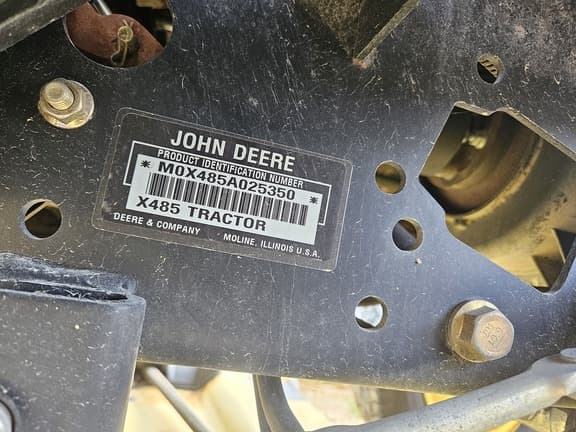 JOHN DEERE
PRODUCT IDENTIFICATION NUMBER
* M0X485A025350 *
X485 TRACTOR
DEERE & COMPANY MOLINE, ILLINOIS U.S.A.